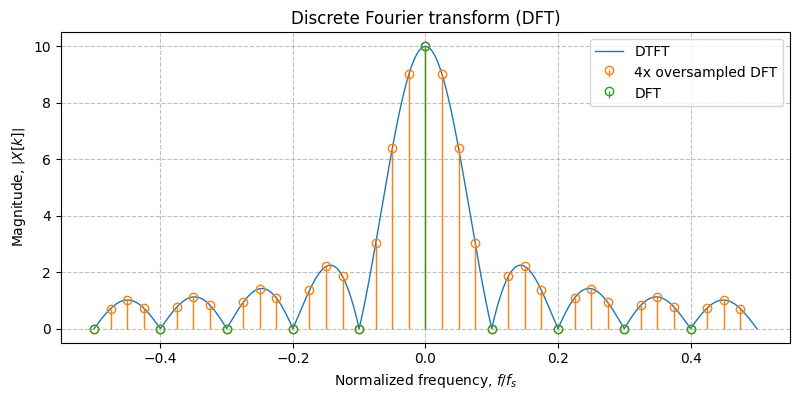 Discrete Fourier transform (DFT)
DTFT
4x oversampled DFT
DFT
Magnitude, |X[k]|
10
8
6
4
2
0
−0.4
−0.2
0.0
0.2
0.4
Normalized frequency, f/fₛ